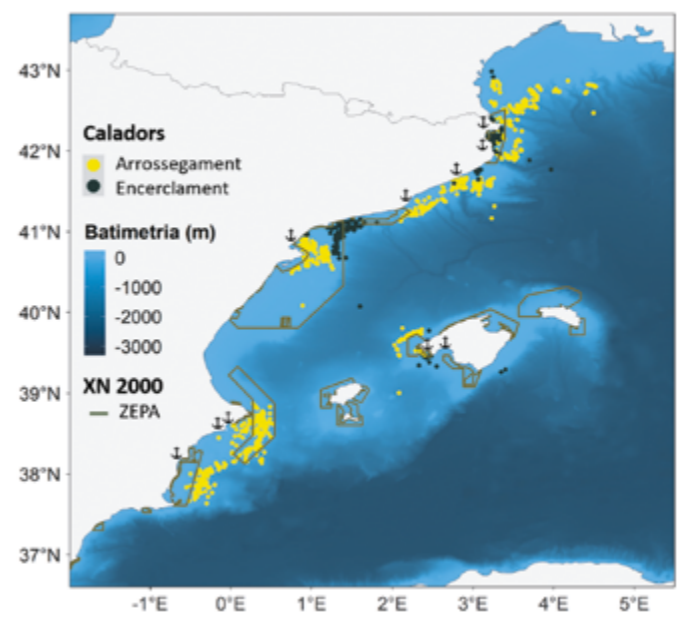 43°N
42°N
41°N
40°N
39°N
38°N
37°N
Caladors
Arrossegament
Encerclament
Batimetria (m)
0
-1000
-2000
-3000
XN 2000
ZEPA
-1°E 0°E 1°E 2°E 3°E 4°E 5°E